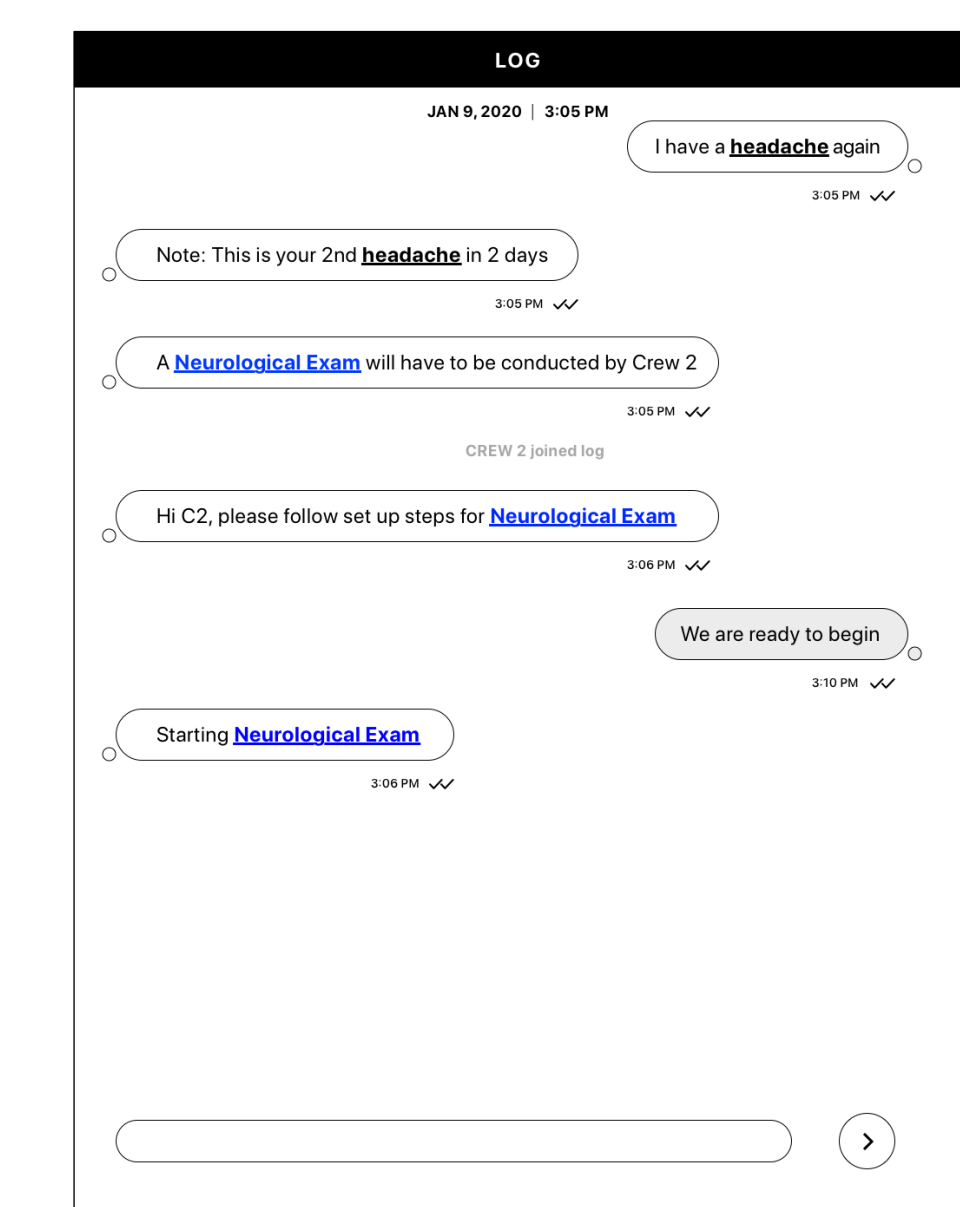 LOG
JAN 9, 2020 | 3:05 PM
I have a headache again
3:05 PM
Note: This is your 2nd headache in 2 days
3:05 PM
A Neurological Exam will have to be conducted by Crew 2
3:05 PM
CREW 2 joined log
Hi C2, please follow set up steps for Neurological Exam
3:06 PM
We are ready to begin
3:10 PM
Starting Neurological Exam
3:06 PM